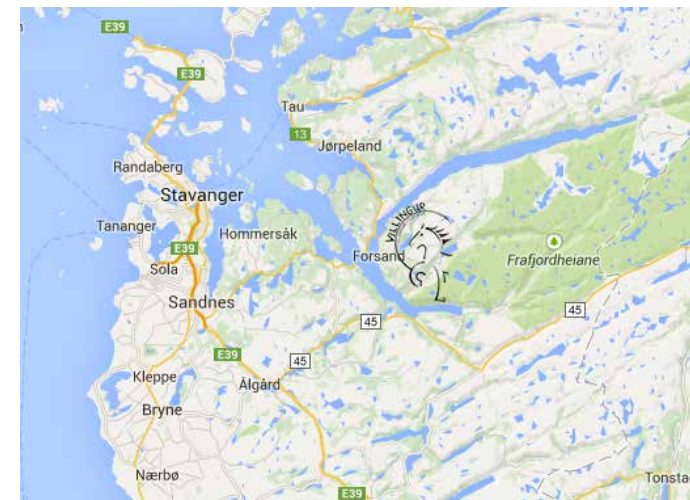 E39
E39
Tau
13
Jørpeland
Randaberg
Stavanger
Tananger
Hommersåk
E39
Forsand
VILLINGUR
Frafjordheiane
Sola
Sandnes
45
45
E39
45
Kleppe
Ålgård
Bryne
Nærbø
E39
Tonsta